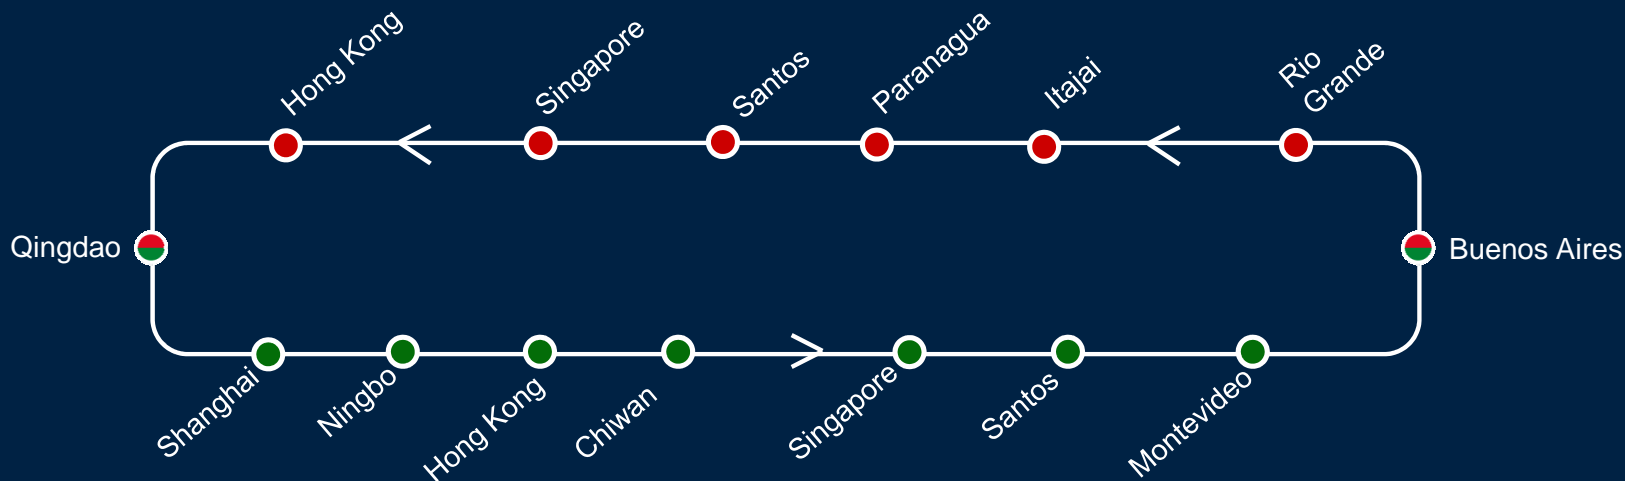 Hong Kong
Singapore
Santos
Paranagua
Itajai
Rio
Grande
Qingdao
Buenos Aires
Shanghai
Ningbo
Hong Kong
Chiwan
Singapore
Santos
Montevideo